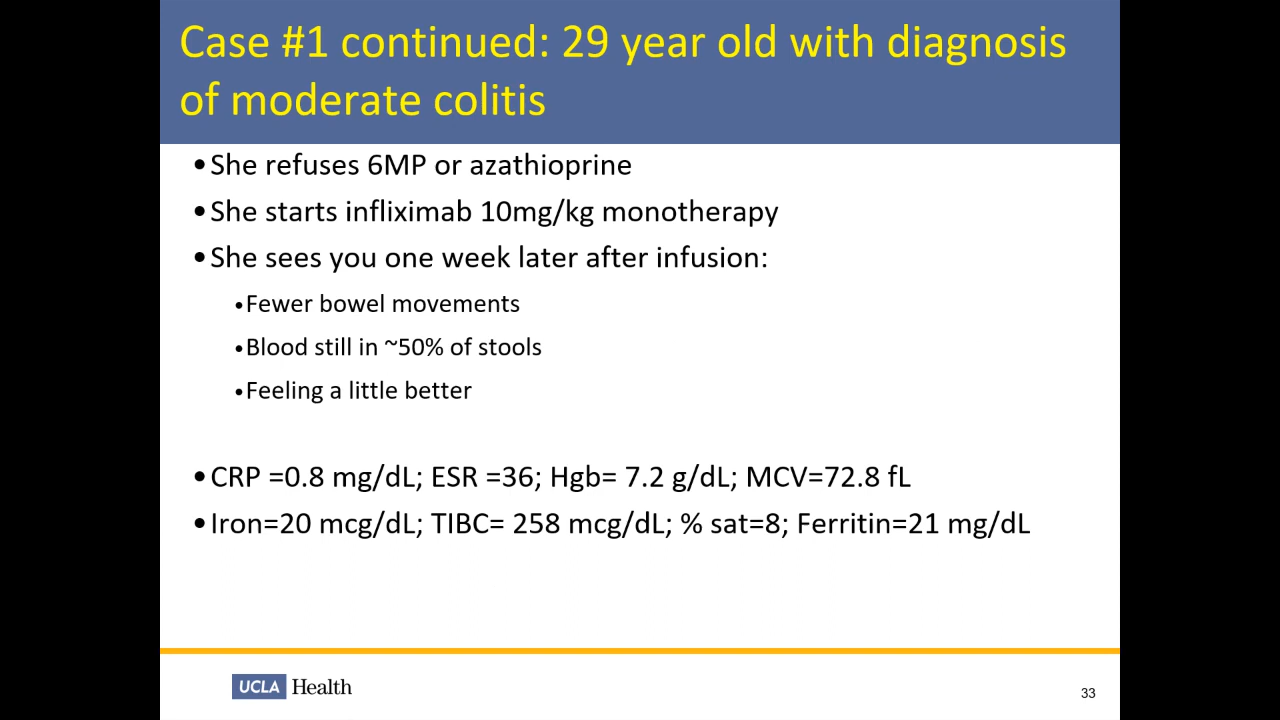 Case #1 continued: 29 year old with diagnosis
of moderate colitis
•She refuses 6MP or azathioprine
•She starts infliximab 10mg/kg monotherapy
•She sees you one week later after infusion:
•Fewer bowel movements
•Blood still in ~50% of stools
•Feeling a little better
•CRP =0.8 mg/dL; ESR =36; Hgb= 7.2 g/dL; MCV=72.8 fL
•Iron=20 mcg/dL; TIBC= 258 mcg/dL; % sat=8; Ferritin=21 mg/dL
UCLA Health
33